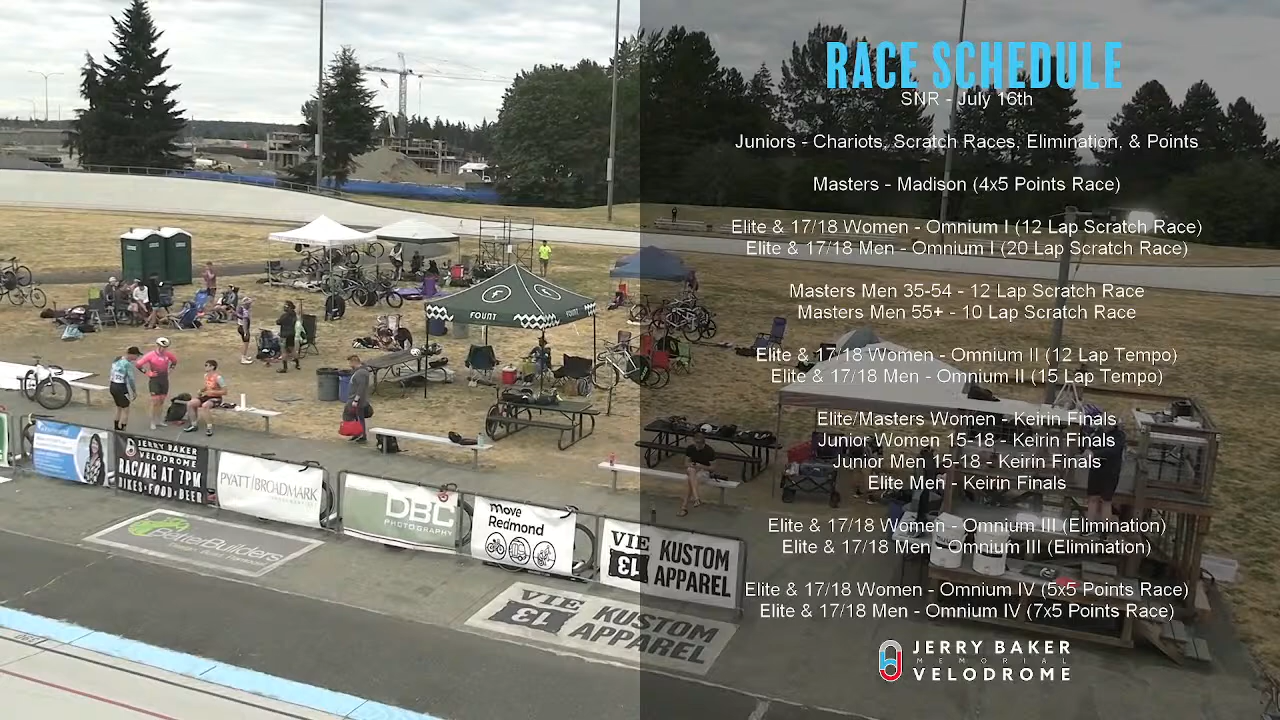 RACE SCHEDULE
SNR - July 16th
Juniors - Chariots, Scratch Races, Elimination, & Points
Masters - Madison (4x5 Points Race)
Elite & 17/18 Women - Omnium I (12 Lap Scratch Race)
Elite & 17/18 Men - Omnium I (20 Lap Scratch Race)
Masters Men 35-54 - 12 Lap Scratch Race
Masters Men 55+ - 10 Lap Scratch Race
Elite & 17/18 Women - Omnium II (12 Lap Tempo)
Elite & 17/18 Men - Omnium II (15 Lap Tempo)
Elite/Masters Women - Keirin Finals
Junior Women 15-18 - Keirin Finals
Junior Men 15-18 - Keirin Finals
Elite Men - Keirin Finals
Elite & 17/18 Women - Omnium III (Elimination)
Elite & 17/18 Men - Omnium III (Elimination)
Elite & 17/18 Women - Omnium IV (5x5 Points Race)
Elite & 17/18 Men - Omnium IV (7x5 Points Race)
JERRY BAKER
MEMORIAL
VELODROME
FOUNT
JERRY BAKER
VELODROME
RACING AT 7PM
BIKES • FOOD • BEER
PYATT BROADMARK
DBC
PHOTOGRAPHY
Move
Redmond
VIE
13
KUSTOM
APPAREL
BeaverBuilders
VIE
13
KUSTOM
APPAREL